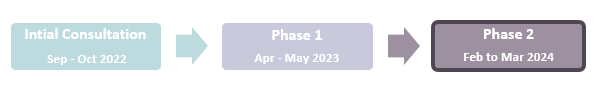 Intial Consultation
Sep - Oct 2022
Phase 1
Apr - May 2023
Phase 2
Feb to Mar 2024